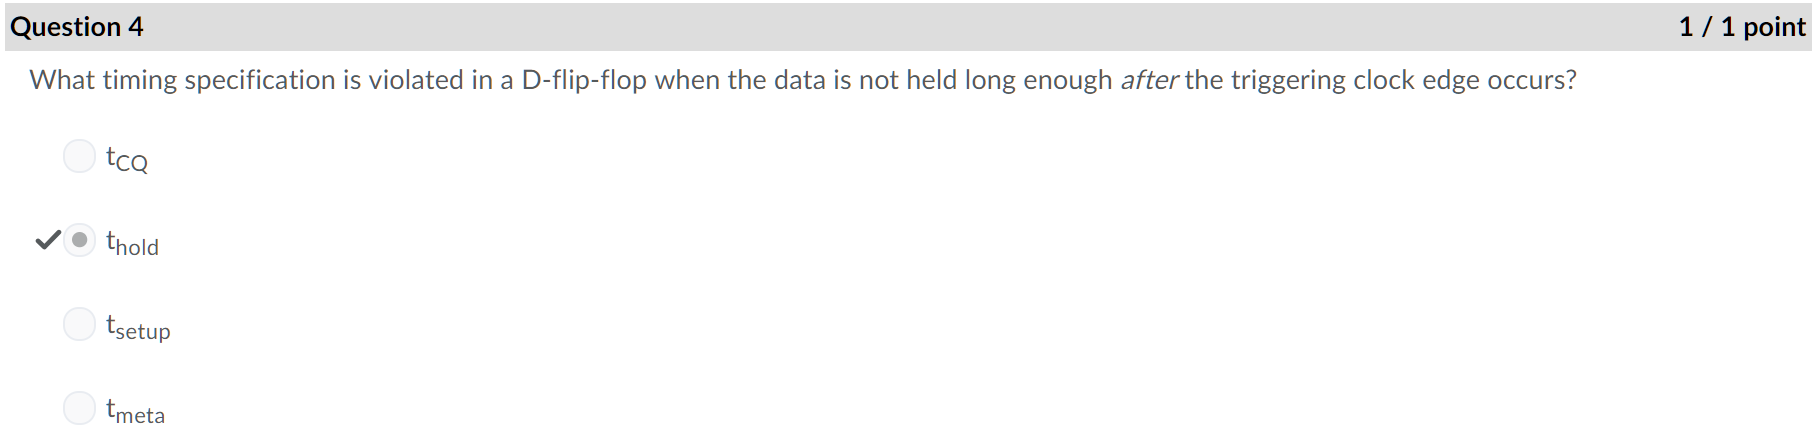 Question 4
1 / 1 point
What timing specification is violated in a D-flip-flop when the data is not held long enough after the triggering clock edge occurs?
tCQ
thold
tsetup
tmeta